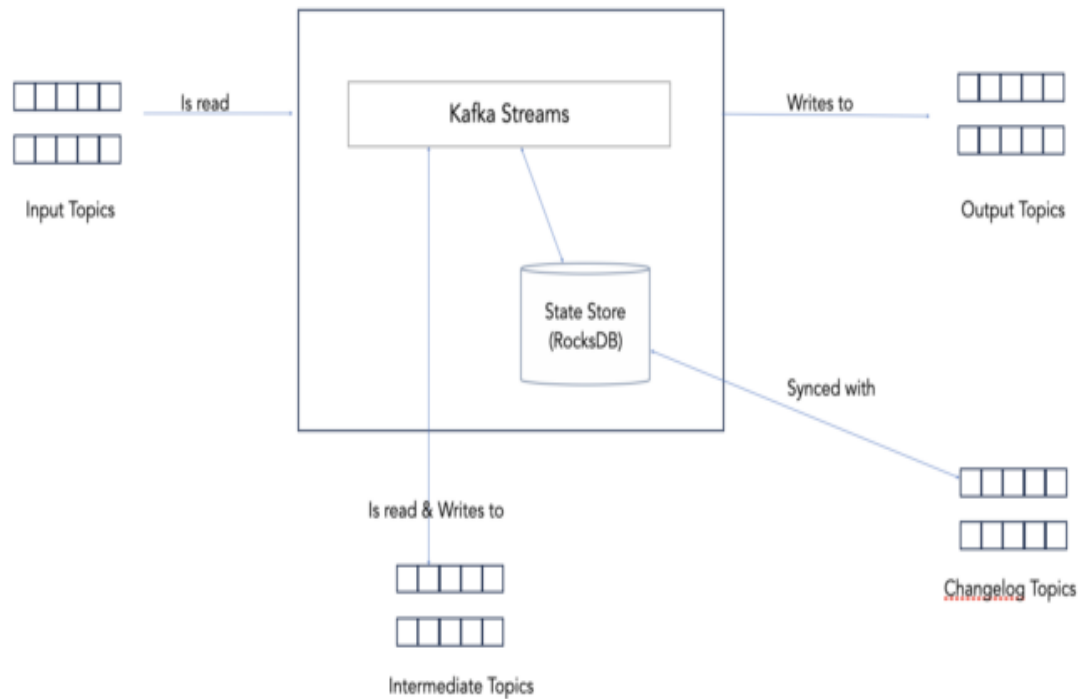 Is read
Kafka Streams
Writes to
Input Topics
Output Topics
State Store
(RocksDB)
Synced with
Is read & Writes to
Changelog Topics
Intermediate Topics